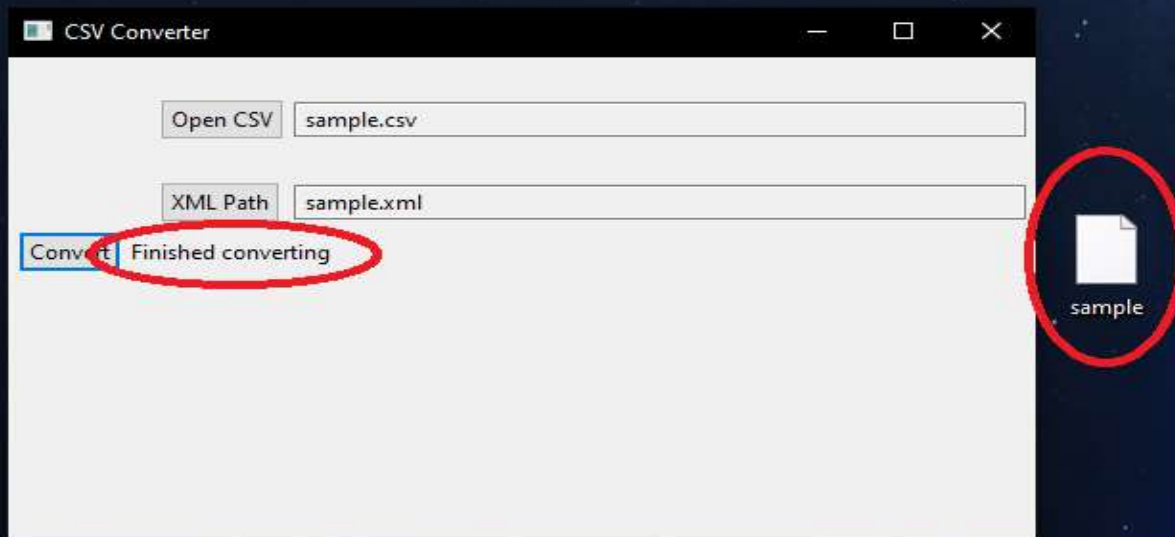 CSV Converter
Open CSV sample.csv
XML Path sample.xml
Convert Finished converting
sample